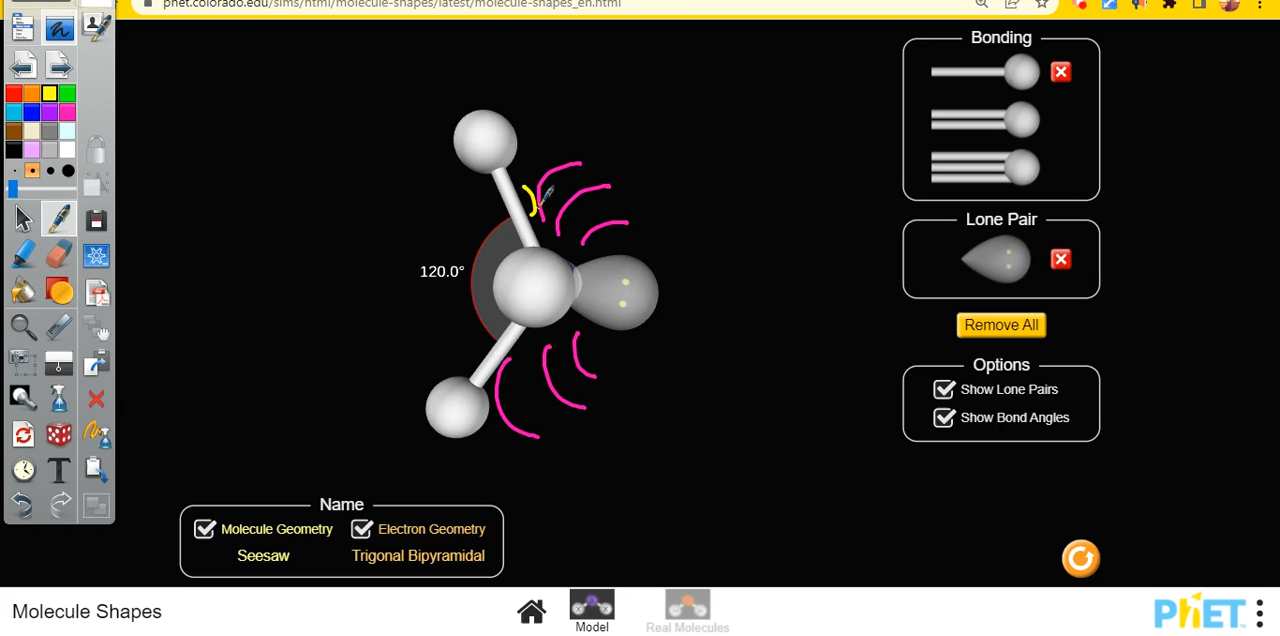 phet.colorado.edu/sims/html/molecule-shapes/latest/molecule-shapes_en.html
Bonding
120.0°
Lone Pair
Remove All
Options
Show Lone Pairs
Show Bond Angles
Name
Molecule Geometry Electron Geometry
Seesaw Trigonal Bipyramidal
Molecule Shapes
Model
Real Molecules
PhET